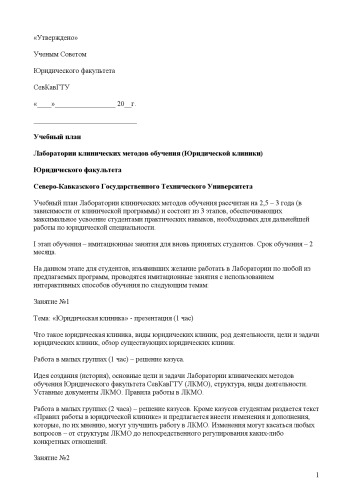 «Утверждено»
Ученым Советом
Юридического факультета
СевКавГТУ
«____»_________________ 20__г.
_____________________________
Учебный план
Лаборатории клинических методов обучения (Юридической клиники)
Юридического факультета
Северо-Кавказского Государственного Технического Университета
Учебный план Лаборатории клинических методов обучения рассчитан на 2,5 – 3 года (в
зависимости от клинической программы) и состоит из 3 этапов, обеспечивающих
максимальное усвоение студентами практических навыков, необходимых для дальнейшей
работы по юридической специальности.
I этап обучения – имитационные занятия для вновь принятых студентов. Срок обучения – 2
месяца.
На данном этапе для студентов, изъявивших желание работать в Лаборатории по любой из
предлагаемых программ, проводятся имитационные занятия с использованием
интерактивных способов обучения по следующим темам.
Занятие №1
Тема: «Юридическая клиника» - презентация (1 час)
Что такое юридическая клиника, виды юридических клиник, род деятельности, цели и задачи
юридических клиник, обзор существующих юридических клиник.
Работа в малых группах (1 час) – решение казуса.
Идея создания (история), основные цели и задачи Лаборатории клинических методов
обучения Юридического факультета СевКавГТУ (ЛКМО), структура, виды деятельности.
Уставные документы ЛКМО. Правила работы в ЛКМО.
Работа в малых группах (2 часа) – решение казусов. Кроме казусов студентам раздается текст
«Правил работы в юридической клинике» и предлагается внести изменения и дополнения,
которые, по их мнению, могут улучшить работу в ЛКМО. Изменения могут касаться любых
вопросов – от структуры ЛКМО до непосредственного регулирования каких-либо
конкретных отношений.
Занятие №2
1